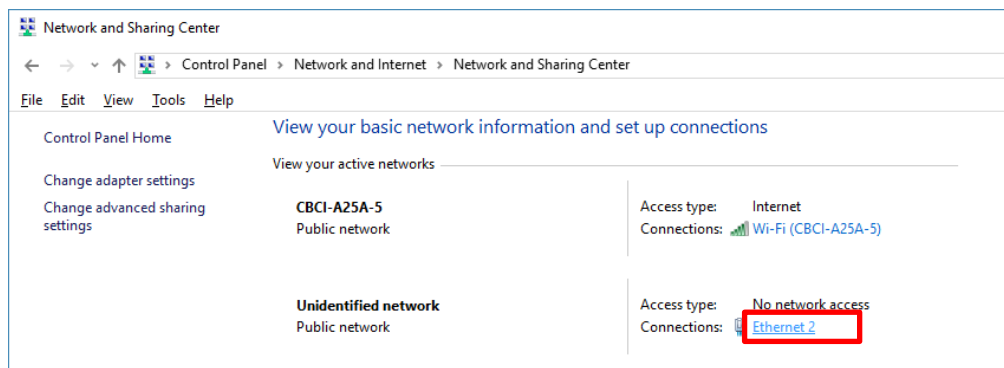 Network and Sharing Center
Control Panel > Network and Internet > Network and Sharing Center
File Edit View Tools Help
Control Panel Home
Change adapter settings
Change advanced sharing
settings
View your basic network information and set up connections
View your active networks
CBCI-A25A-5
Public network
Access type: Internet
Connections: Wi-Fi (CBCI-A25A-5)
Unidentified network
Public network
Access type: No network access
Connections: Ethernet 2